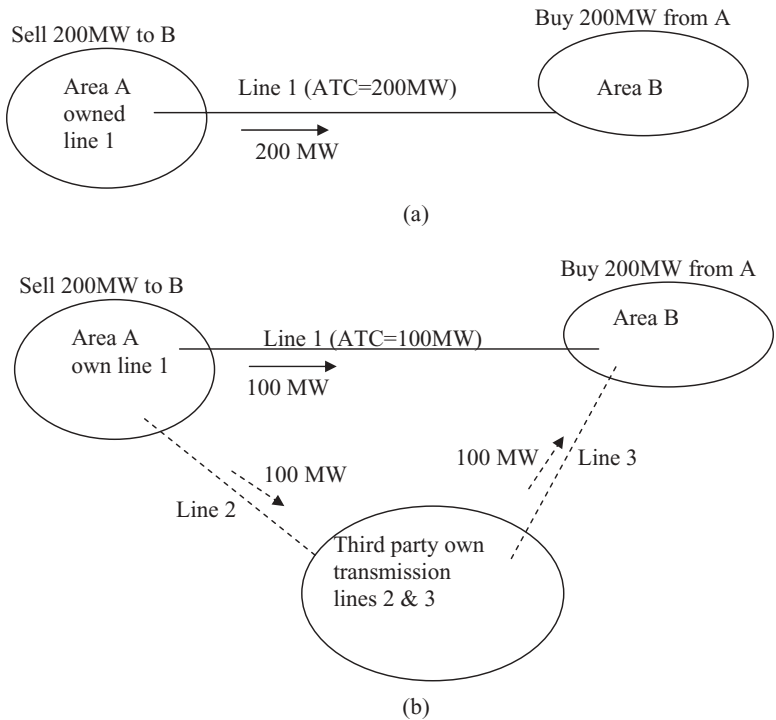 Sell 200MW to B
Buy 200MW from A
Area A
owned
line 1
Line 1 (ATC=200MW)
Area B
200 MW
(a)
Sell 200MW to B
Buy 200MW from A
Area A
own line 1
Line 1 (ATC=100MW)
Area B
100 MW
100 MW
100 MW
Line 3
Line 2
Third party own
transmission
lines 2 & 3
(b)